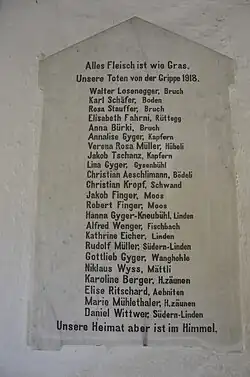 Alles Fleisch ist wie Gras.
Unsere Toten von der Grippe 1918.
Walter Losenegger, Bruch
Karl Schäfer, Boden
Rosa Stauffer, Bruch
Elisabeth Fahrni, Rüttegg
Anna Bürki, Bruch
Annalise Gyger, Kapfern
Verena Rosa Müller, Hübeli
Jakob Tschanz, Kapfern
Lina Gyger, Gysenbühl
Christian Aeschlimann, Bödeli
Christian Kropf, Schwand
Jakob Finger, Moos
Robert Finger, Moos
Hanna Gyger-Kneubühl, Linden
Alfred Wenger, Fischbach
Kathrine Eicher, Linden
Rudolf Müller, Südern-Linden
Gottlieb Gyger, Wanghohle
Niklaus Wyss, Mättli
Karoline Berger, H.zäunen
Elise Ritschard, Aebniten
Marie Mühlethaler, H.zäunen
Daniel Wittwer, Südern-Linden
Unsere Heimat aber ist im Himmel.